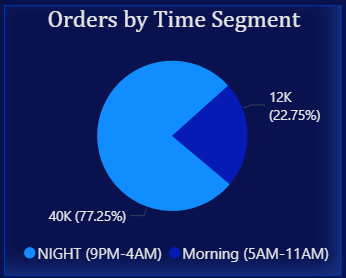 Orders by Time Segment
12K
(22.75%)
40K (77.25%)
NIGHT (9PM-4AM) Morning (5AM-11AM)